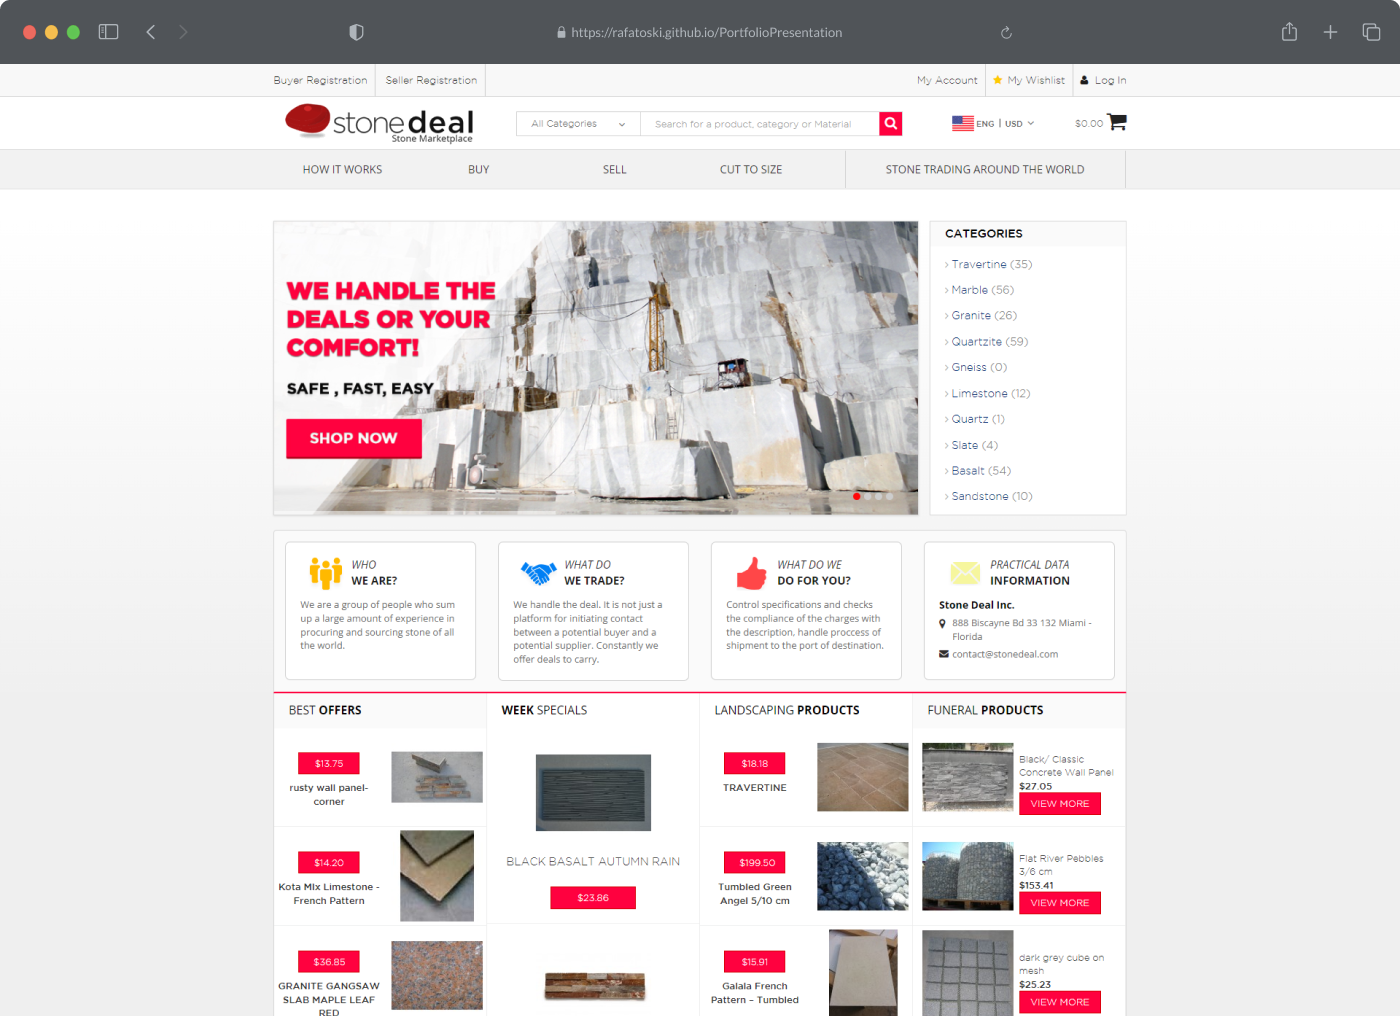 https://rafatoski.github.io/PortfolioPresentation
Buyer Registration
Seller Registration
My Account
My Wishlist
Log In
stonedeal
Stone Marketplace
All Categories
Search for a product, category or Material
ENG | USD
$0.00
HOW IT WORKS
BUY
SELL
CUT TO SIZE
STONE TRADING AROUND THE WORLD
WE HANDLE THE
DEALS OR YOUR
COMFORT!
SAFE , FAST, EASY
SHOP NOW
CATEGORIES
Travertine (35)
Marble (56)
Granite (26)
Quartzite (59)
Gneiss (0)
Limestone (12)
Quartz (1)
Slate (4)
Basalt (54)
Sandstone (10)
WHO
WE ARE?
We are a group of people who sum
up a large amount of experience in
procuring and sourcing stone of all
the world.
WHAT DO
WE TRADE?
We handle the deal. It is not just a
platform for initiating contact
between a potential buyer and a
potential supplier. Constantly we
offer deals to carry.
WHAT DO WE
DO FOR YOU?
Control specifications and checks
the compliance of the charges with
the description, handle proccess of
shipment to the port of destination.
PRACTICAL DATA
INFORMATION
Stone Deal Inc.
888 Biscayne Bd 33 132 Miami -
Florida
contact@stonedeal.com
BEST OFFERS
$13.75
rusty wall panel-
corner
$14.20
Kota MIx Limestone -
French Pattern
$36.85
GRANITE GANGSAW
SLAB MAPLE LEAF
RED
WEEK SPECIALS
BLACK BASALT AUTUMN RAIN
$23.86
LANDSCAPING PRODUCTS
$18.18
TRAVERTINE
$199.50
Tumbled Green
Angel 5/10 cm
$15.91
Galala French
Pattern – Tumbled
FUNERAL PRODUCTS
Black/ Classic
Concrete Wall Panel
$27.05
VIEW MORE
Flat River Pebbles
3/6 cm
$153.41
VIEW MORE
dark grey cube on
mesh
$25.23
VIEW MORE